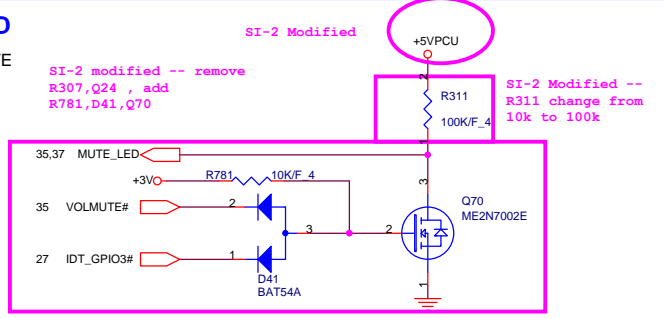 D
SI-2 Modified
+5VPCU
TE
SI-2 modified -- remove
R307,Q24 , add
R781,D41,Q70
2
R311
100K/F_4
1
SI-2 Modified --
R311 change from
10k to 100k
35,37 MUTE_LED
+3V
R781
10K/F_4
3
Q70
ME2N7002E
35 VOLMUTE#
2
3
2
27 IDT_GPIO3#
1
D41
BAT54A
1